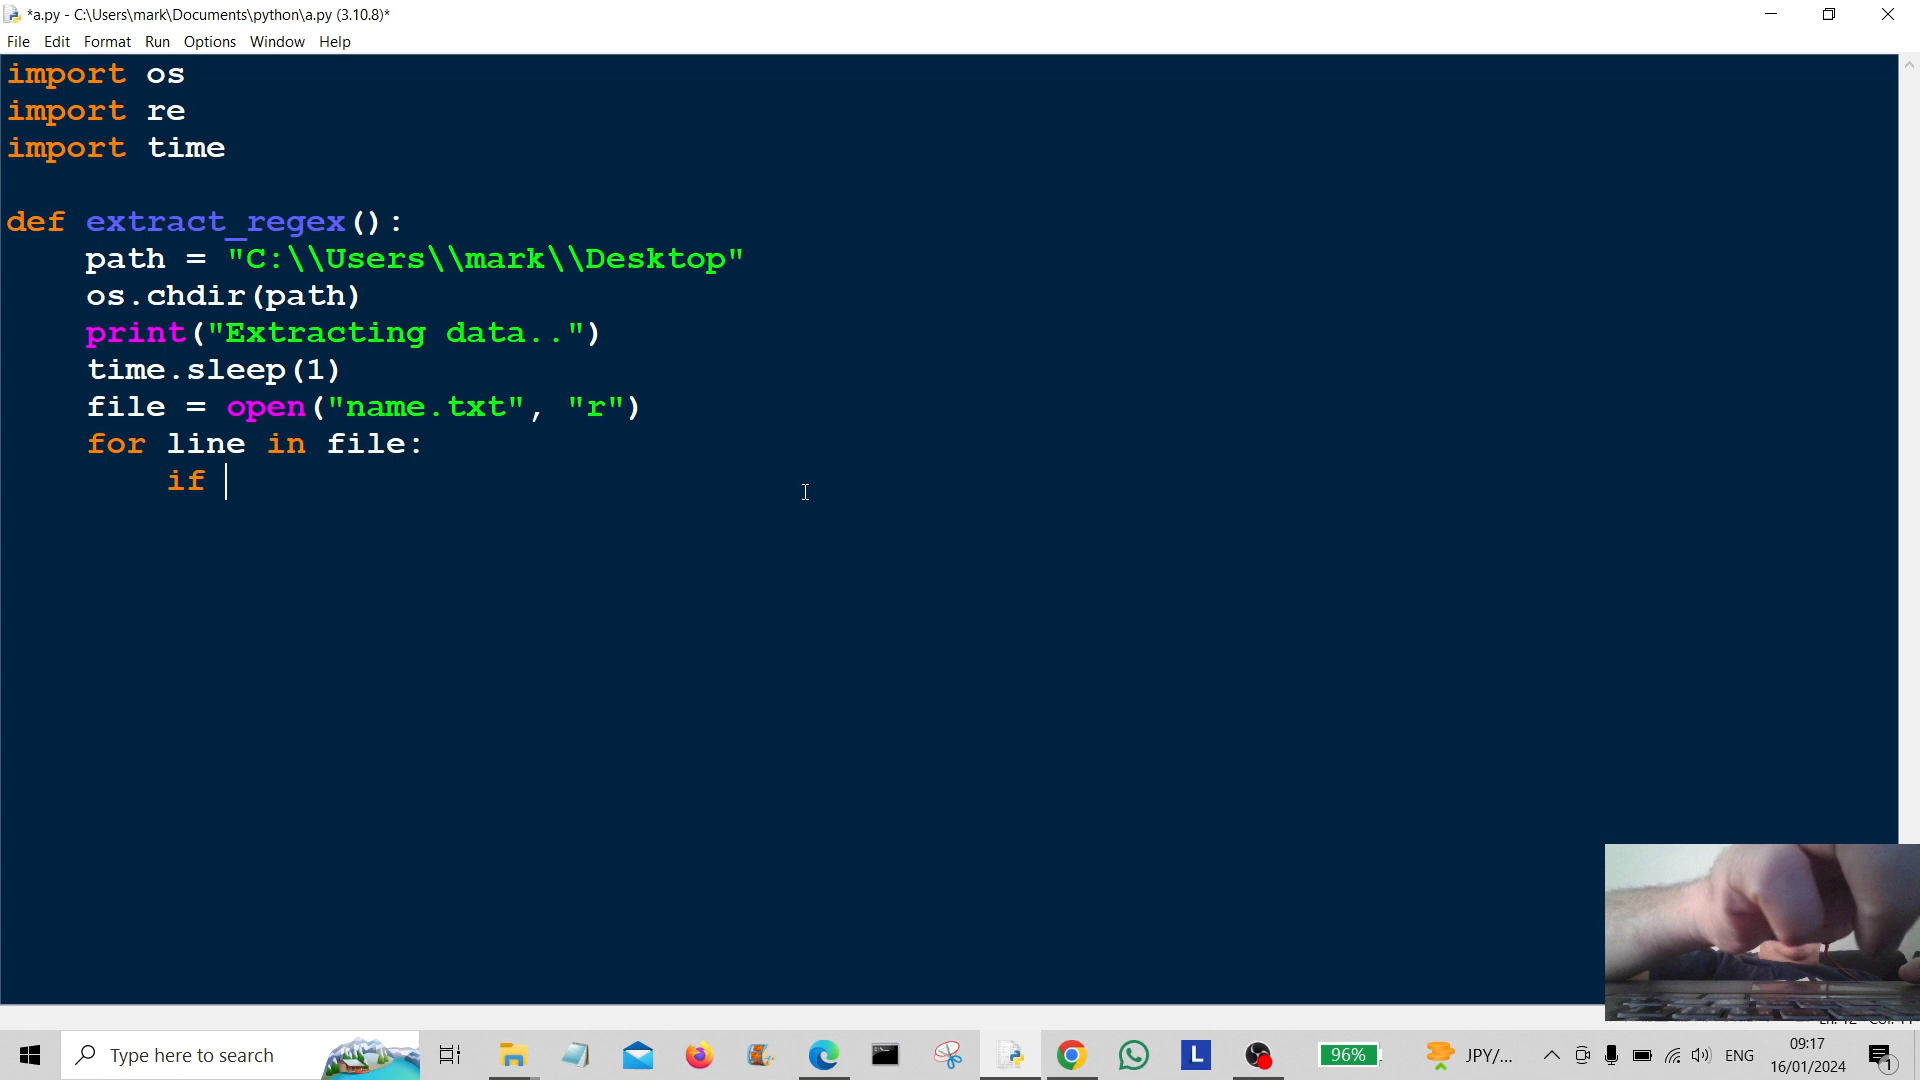 *a.py - C:\Users\mark\Documents\python\a.py (3.10.8)*
File Edit Format Run Options Window Help
import os
import re
import time
def extract_regex():
path = "C:\\Users\\mark\\Desktop"
os.chdir(path)
print("Extracting data..")
time.sleep(1)
file = open("name.txt", "r")
for line in file:
if
Type here to search
L
96%
JPY/...
ENG
09:17
16/01/2024
1